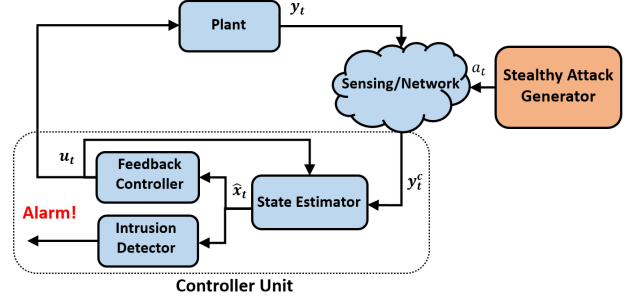 Plant
y_t
Sensing/Network
a_t
Stealthy Attack
Generator
u_t
Feedback
Controller
x̂_t
State Estimator
y_t^c
Alarm!
Intrusion
Detector
Controller Unit